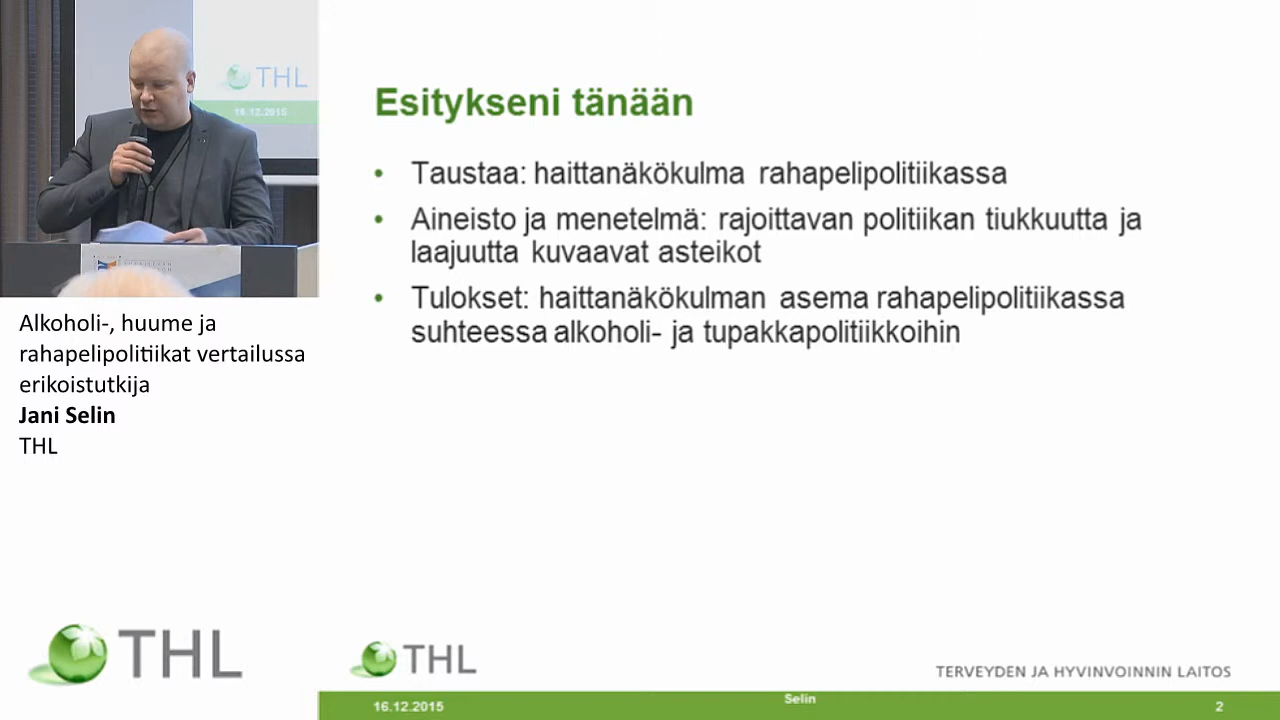 THL
16.12.2015
Alkoholi-, huume ja
rahapelipolitiikat vertailussa
erikoistutkija
Jani Selin
THL
THL
Esitykseni tänään
• Taustaa: haittanäkökulma rahapelipolitiikassa
• Aineisto ja menetelmä: rajoittavan politiikan tiukkuutta ja
laajuutta kuvaavat asteikot
• Tulokset: haittanäkökulman asema rahapelipolitiikassa
suhteessa alkoholi- ja tupakkapolitiikkoihin
THL
TERVEYDEN JA HYVINVOINNIN LAITOS
16.12.2015
Selin
2